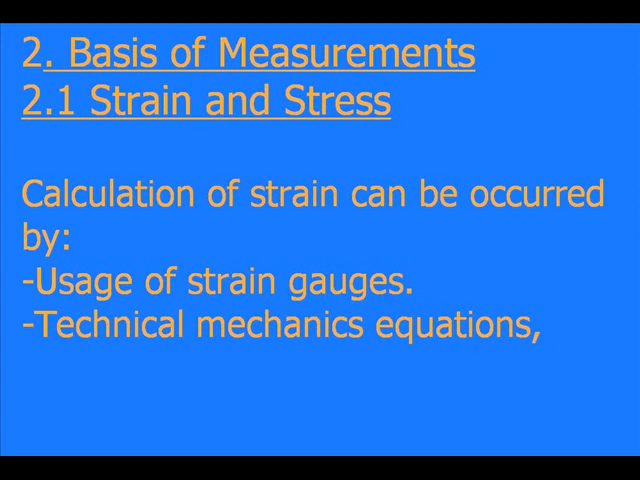 2. Basis of Measurements
2.1 Strain and Stress
Calculation of strain can be occurred
by:
-Usage of strain gauges.
-Technical mechanics equations,